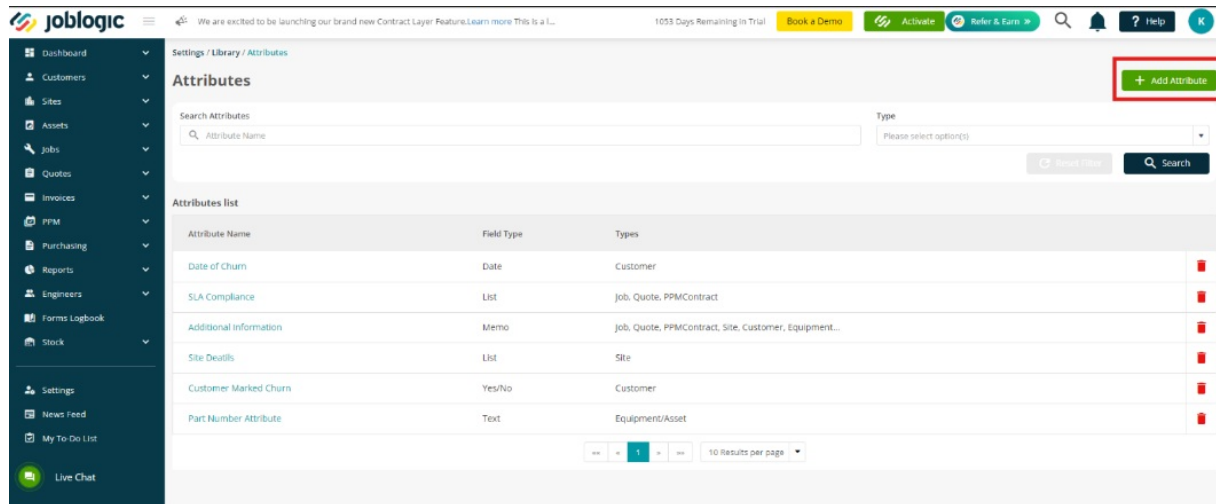 joblogic
We are excited to be launching our brand new Contract Layer Feature.Learn more This is a l...
1053 Days Remaining in Trial
Book a Demo
Activate
Refer & Earn »
? Help
K
Dashboard
Customers
Sites
Assets
Jobs
Quotes
Invoices
PPM
Purchasing
Reports
Engineers
Forms Logbook
Stock
Settings
News Feed
My To-Do List
Live Chat
Settings / Library / Attributes
Attributes
+ Add Attribute
Search Attributes
Attribute Name
Type
Please select option(s)
Reset Filter
Search
Attributes list
Attribute Name Field Type Types
Date of Churn Date Customer
SLA Compliance List Job, Quote, PPMContract
Additional Information Memo Job, Quote, PPMContract, Site, Customer, Equipment...
Site Deatils List Site
Customer Marked Churn Yes/No Customer
Part Number Attribute Text Equipment/Asset
«« « 1 » »» 10 Results per page